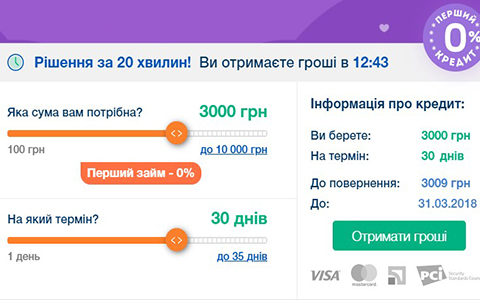 ПЕРШИЙ
0%
КРЕДИТ
Рішення за 20 хвилин! Ви отримаєте гроші в 12:43
Яка сума вам потрібна? 3000 грн
100 грн до 10 000 грн
Перший займ - 0%
На який термін? 30 днів
1 день до 35 днів
Інформація про кредит:
Ви берете: 3000 грн
На термін: 30 днів
До повернення: 3009 грн
До: 31.03.2018
Отримати гроші
VISA mastercard PCI Security Standards Council